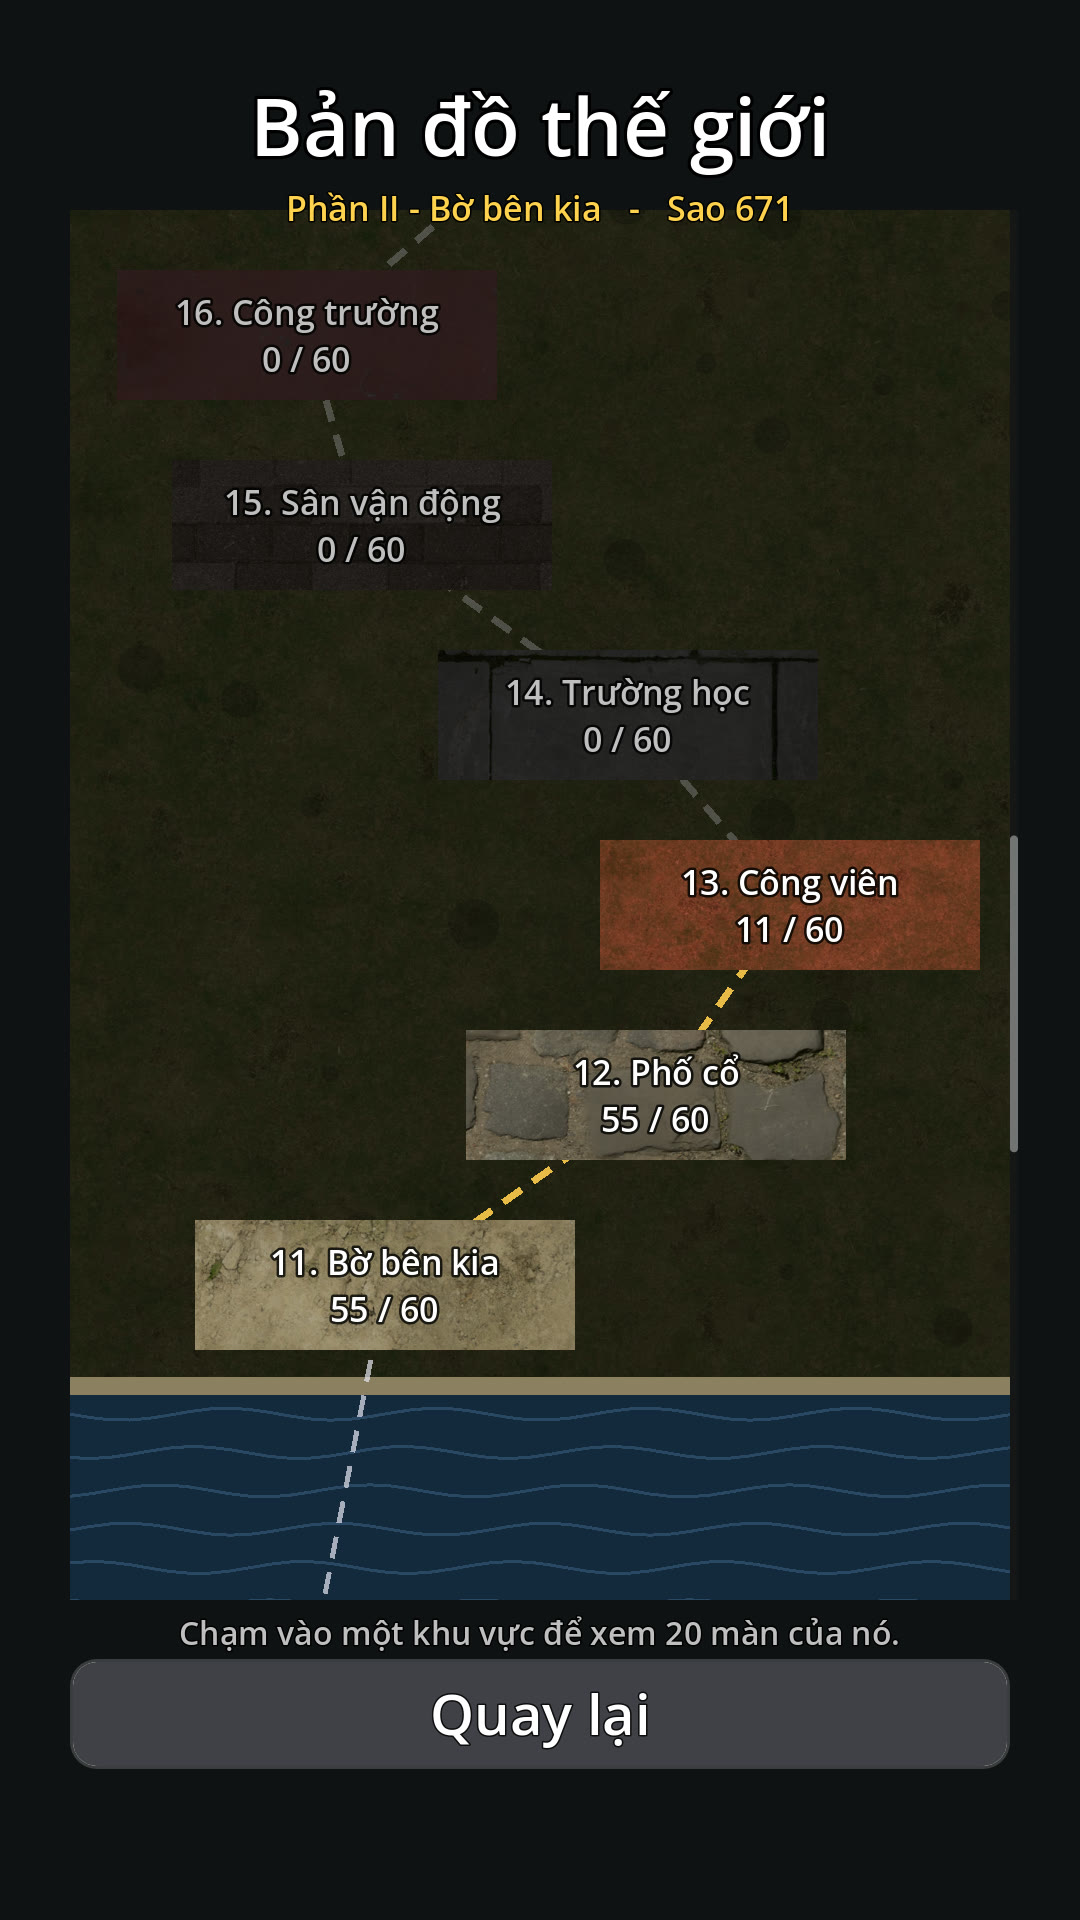 Bản đồ thế giới
Phần II - Bờ bên kia - Sao 671
16. Công trường
0 / 60
15. Sân vận động
0 / 60
14. Trường học
0 / 60
13. Công viên
11 / 60
12. Phố cổ
55 / 60
11. Bờ bên kia
55 / 60
Chạm vào một khu vực để xem 20 màn của nó.
Quay lại